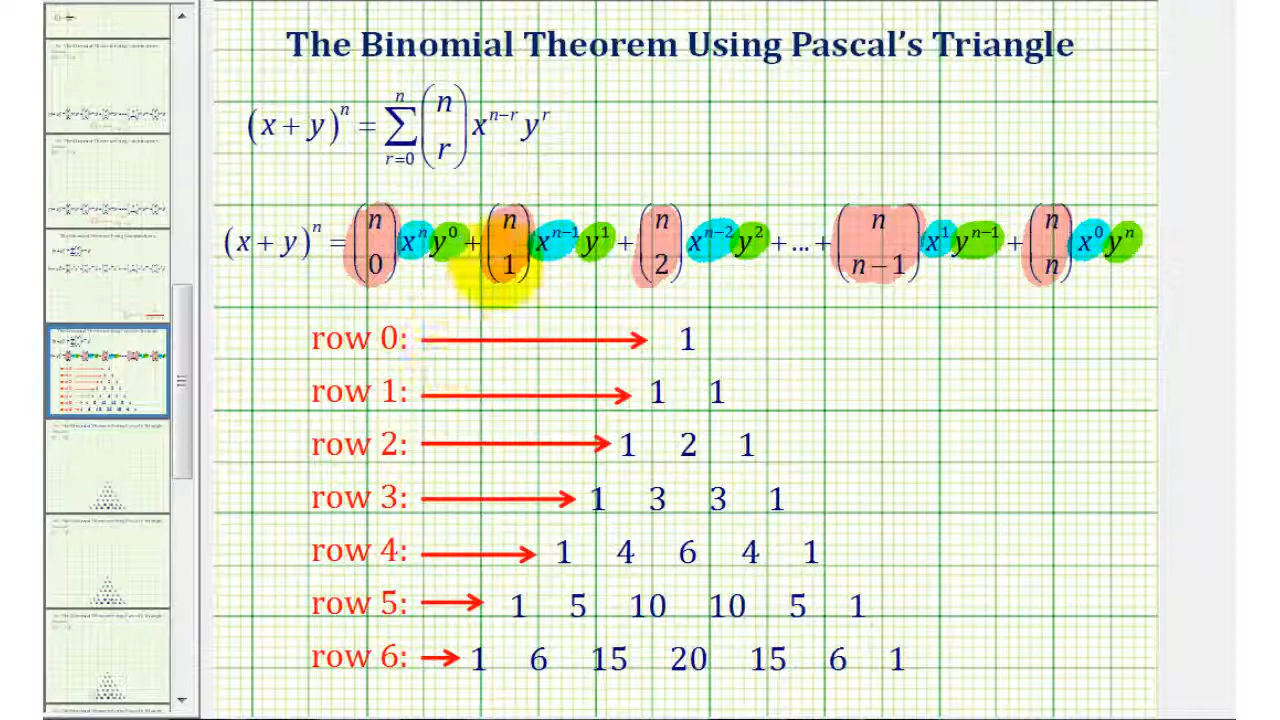 The Binomial Theorem Using Pascal's Triangle
(x + y)^n = ∑_{r=0}^{n} (n r) x^{n−r} y^r
(x + y)^n = (n 0) x^n y^0 + (n 1) x^{n−1} y^1 + (n 2) x^{n−2} y^2 + ... + (n n−1) x^1 y^{n−1} + (n n) x^0 y^n
row 0: 1
row 1: 1 1
row 2: 1 2 1
row 3: 1 3 3 1
row 4: 1 4 6 4 1
row 5: 1 5 10 10 5 1
row 6: 1 6 15 20 15 6 1